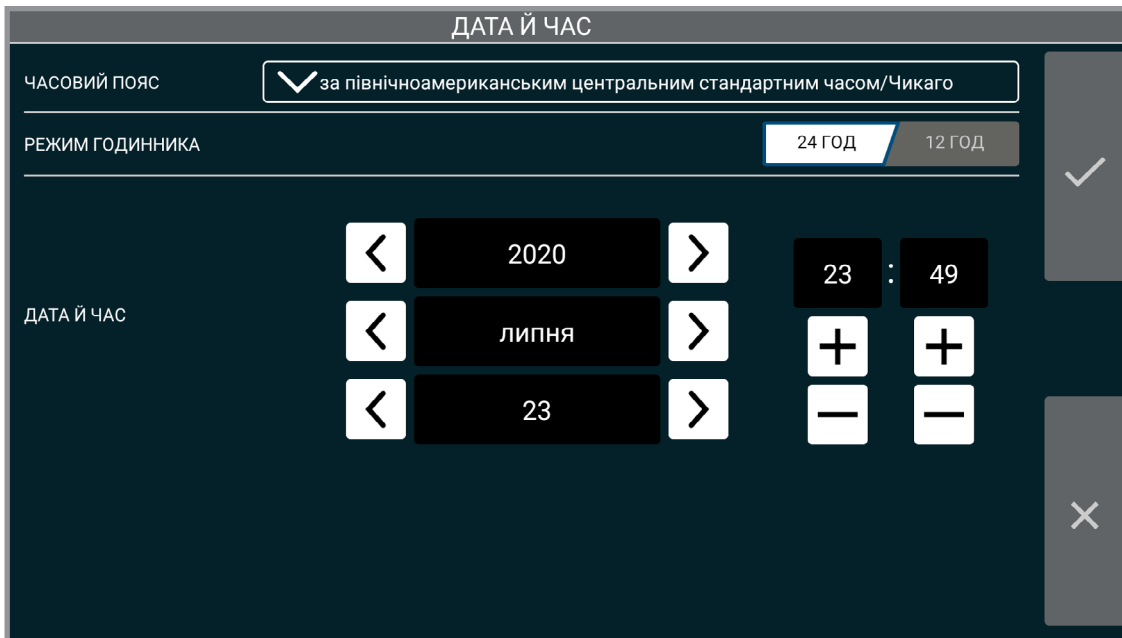 ДАТА Й ЧАС
ЧАСОВИЙ ПОЯС
за північноамериканським центральним стандартним часом/Чикаго
РЕЖИМ ГОДИННИКА
24 ГОД
12 ГОД
ДАТА Й ЧАС
2020
липня
23
23 : 49